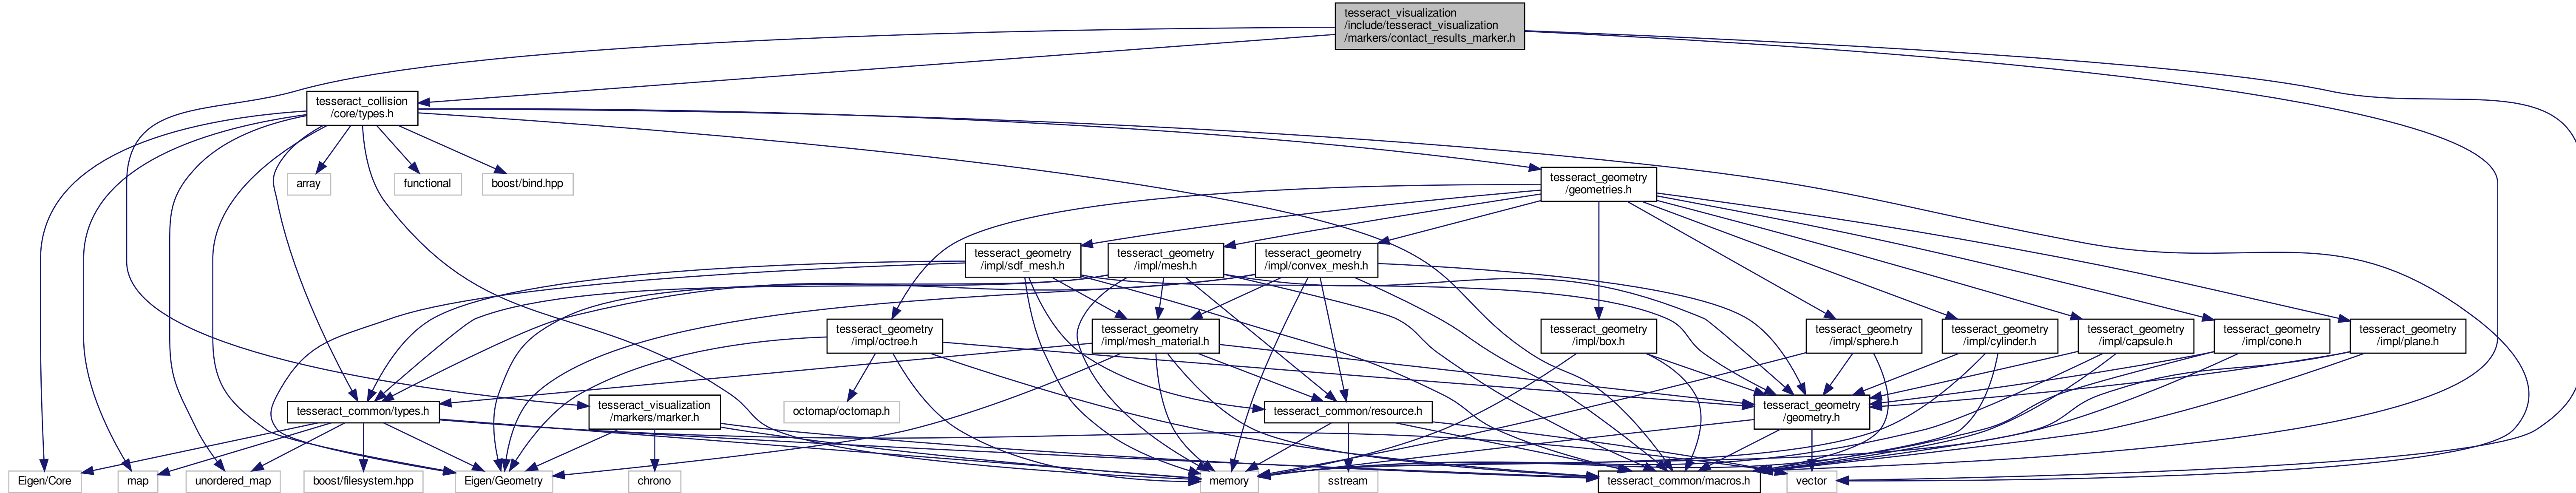 tesseract_visualization
/include/tesseract_visualization
/markers/contact_results_marker.h
tesseract_collision
/core/types.h
array
functional
boost/bind.hpp
tesseract_geometry
/geometries.h
tesseract_geometry
/impl/sdf_mesh.h
tesseract_geometry
/impl/mesh.h
tesseract_geometry
/impl/convex_mesh.h
tesseract_geometry
/impl/octree.h
tesseract_geometry
/impl/mesh_material.h
tesseract_geometry
/impl/box.h
tesseract_geometry
/impl/sphere.h
tesseract_geometry
/impl/cylinder.h
tesseract_geometry
/impl/capsule.h
tesseract_geometry
/impl/cone.h
tesseract_geometry
/impl/plane.h
tesseract_common/types.h
tesseract_visualization
/markers/marker.h
octomap/octomap.h
tesseract_common/resource.h
tesseract_geometry
/geometry.h
Eigen/Core
map
unordered_map
boost/filesystem.hpp
Eigen/Geometry
chrono
memory
sstream
tesseract_common/macros.h
vector